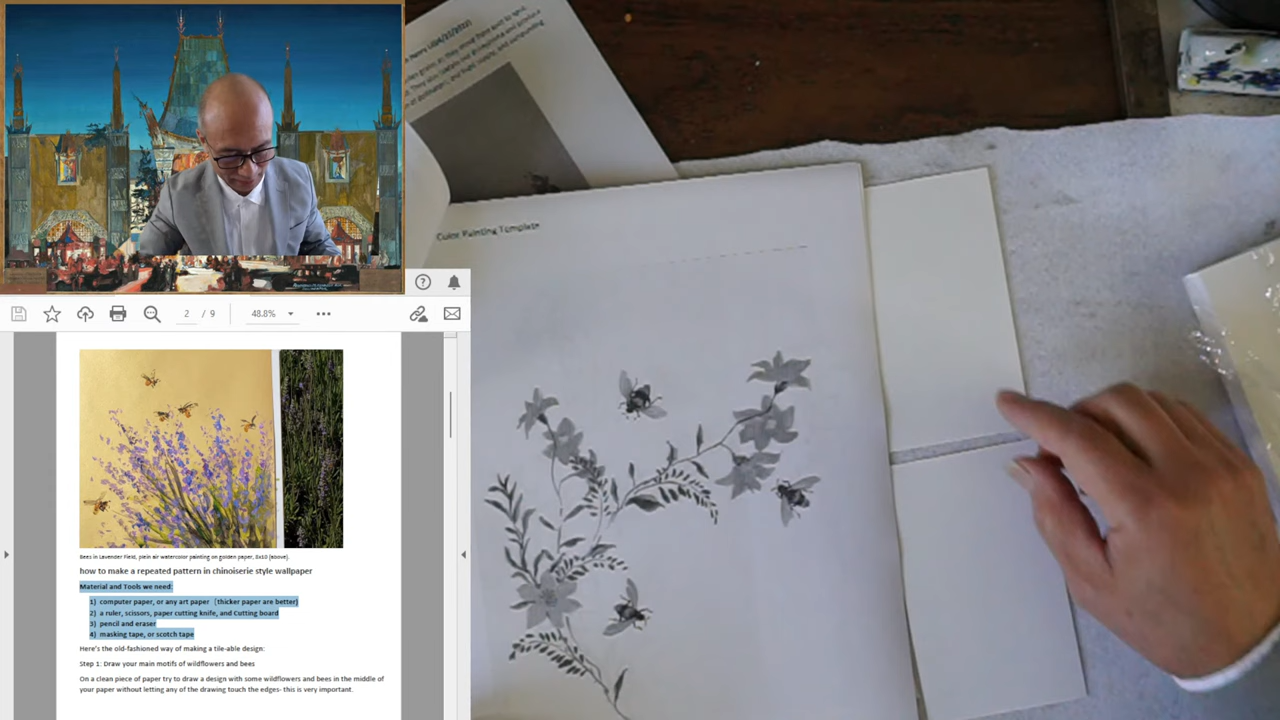 2 / 9
48.8%
Bees in Lavender Field, plein air watercolor painting on golden paper, 8x10 (above).
how to make a repeated pattern in chinoiserie style wallpaper
Material and Tools we need:
1) computer paper, or any art paper （thicker paper are better)
2) a ruler, scissors, paper cutting knife, and Cutting board
3) pencil and eraser
4) masking tape, or scotch tape
Here's the old-fashioned way of making a tile-able design:
Step 1: Draw your main motifs of wildflowers and bees
On a clean piece of paper try to draw a design with some wildflowers and bees in the middle of
your paper without letting any of the drawing touch the edges- this is very important.
Color Painting Template